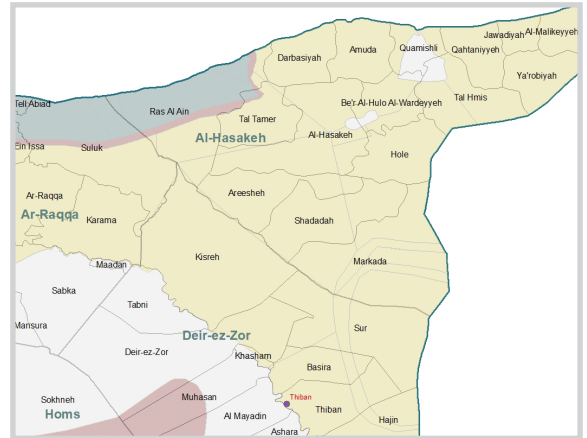 Jawadiyah Al-Malikeyyeh
Amuda Quamishli Qahtaniyyeh
Darbasiyah
Ya'robiyah
Tell Abiad
Ras Al Ain
Be'r Al-Hulo Al-Wardeyyeh
Tal Hmis
Tal Tamer
Al-Hasakeh
Al-Hasakeh
Ein Issa
Suluk
Hole
Ar-Raqqa
Areesheh
Ar-Raqqa
Karama
Shadadah
Kisreh
Markada
Maadan
Sabka
Tabni
Mansura
Sur
Deir-ez-Zor
Deir-ez-Zor
Khasham
Basira
Sokhneh
Muhasan
Thiban
Homs
Al Mayadin
Thiban
Hajin
Ashara